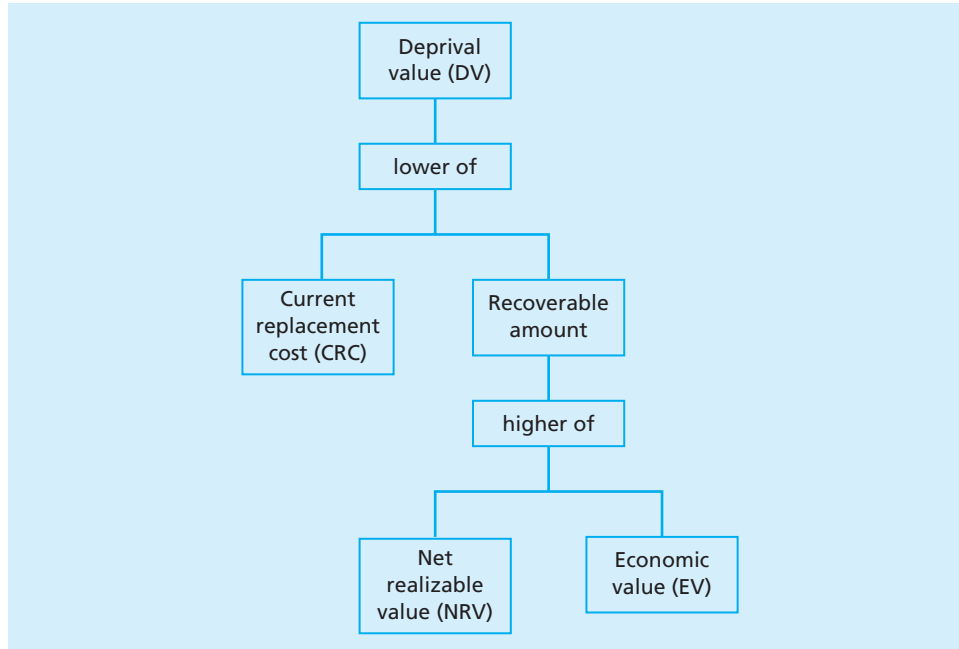 Deprival
value (DV)
lower of
Current
replacement
cost (CRC)
Recoverable
amount
higher of
Net
realizable
value (NRV)
Economic
value (EV)